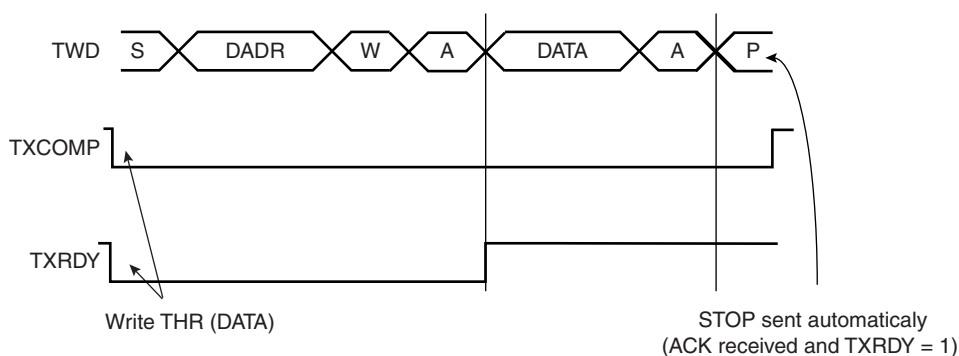 TWD S DADR W A DATA A P
TXCOMP
TXRDY
Write THR (DATA)
STOP sent automaticaly
(ACK received and TXRDY = 1)